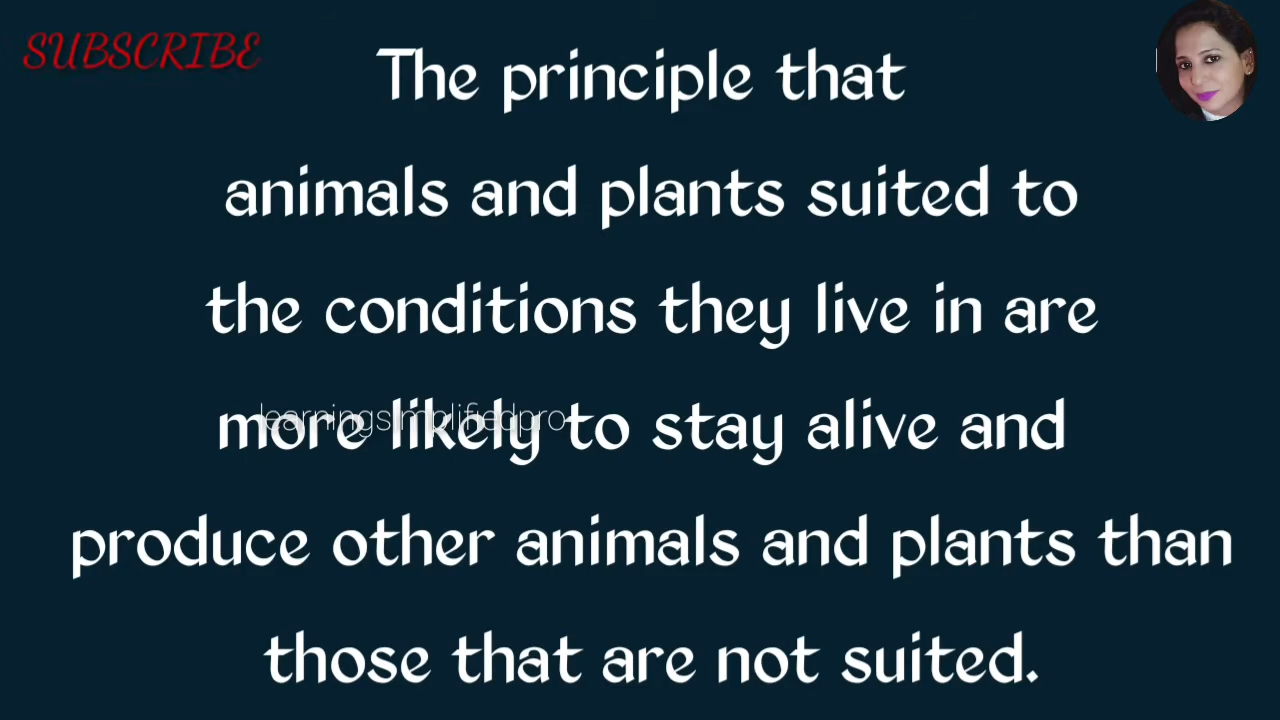 SUBSCRIBE
The principle that
animals and plants suited to
the conditions they live in are
more likely to stay alive and
learningsimplifiedpro
produce other animals and plants than
those that are not suited.